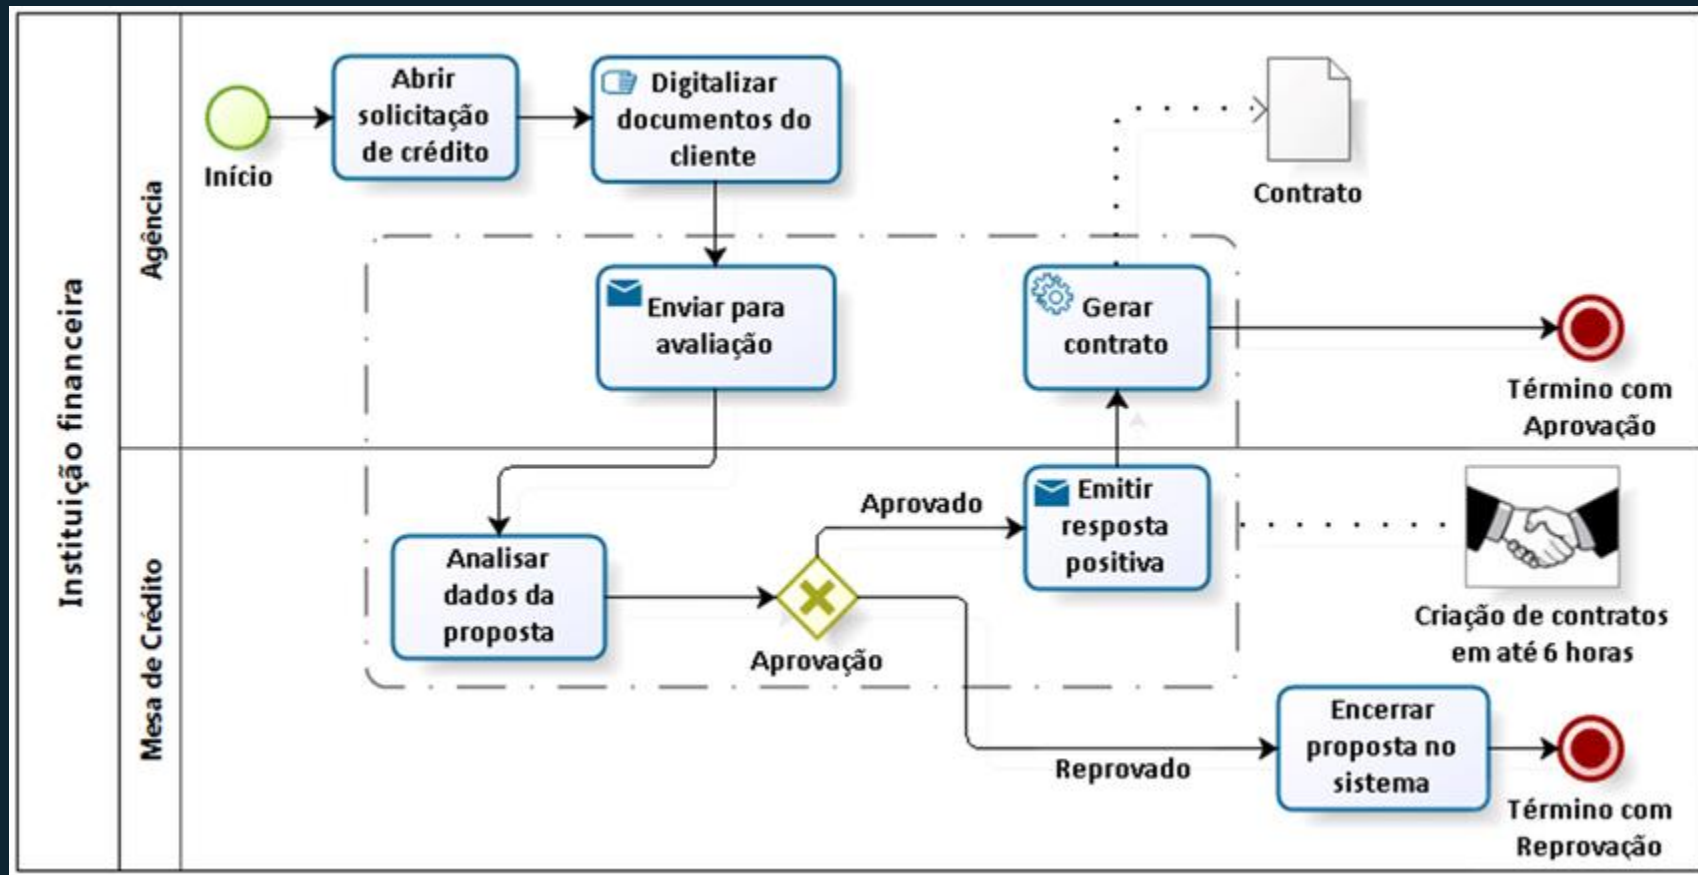 Instituição financeira
Agência
Mesa de Crédito
Início
Abrir
solicitação
de crédito
Digitalizar
documentos do
cliente
Contrato
Enviar para
avaliação
Gerar
contrato
Término com
Aprovação
Analisar
dados da
proposta
Aprovação
Aprovado
Emitir
resposta
positiva
Criação de contratos
em até 6 horas
Reprovado
Encerrar
proposta no
sistema
Término com
Reprovação